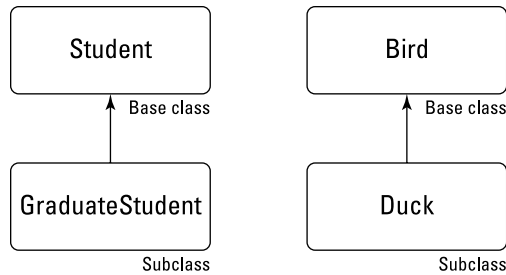 Student
Base class
GraduateStudent
Subclass
Bird
Base class
Duck
Subclass